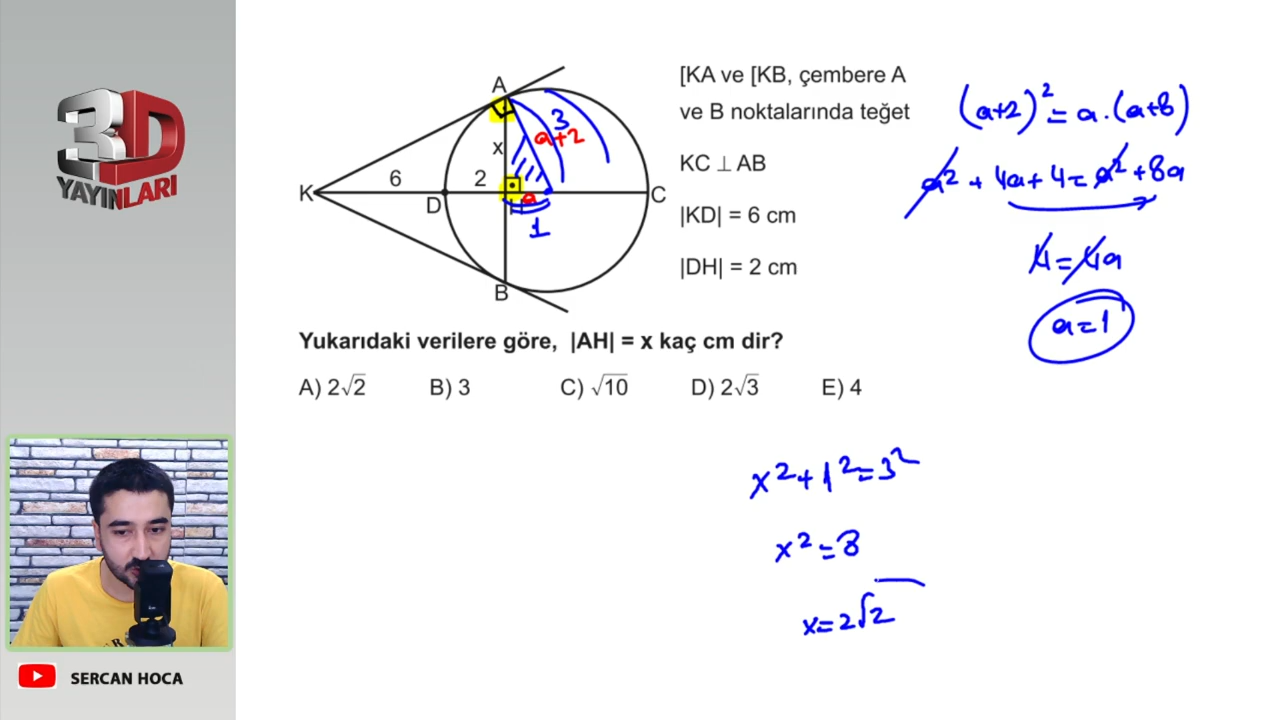 3D
YAYINLARI
A
x
6
2
K
D
H
C
B
3
a+2
a
1
[KA ve [KB, çembere A
ve B noktalarında teğet
KC ⊥ AB
|KD| = 6 cm
|DH| = 2 cm
(a+2)² = a.(a+8)
a² + 4a + 4 = a² + 8a
4 = 4a
a = 1
Yukarıdaki verilere göre, |AH| = x kaç cm dir?
A) 2√2 B) 3 C) √10 D) 2√3 E) 4
x² + 1² = 3²
x² = 8
x = 2√2
SERCAN HOCA